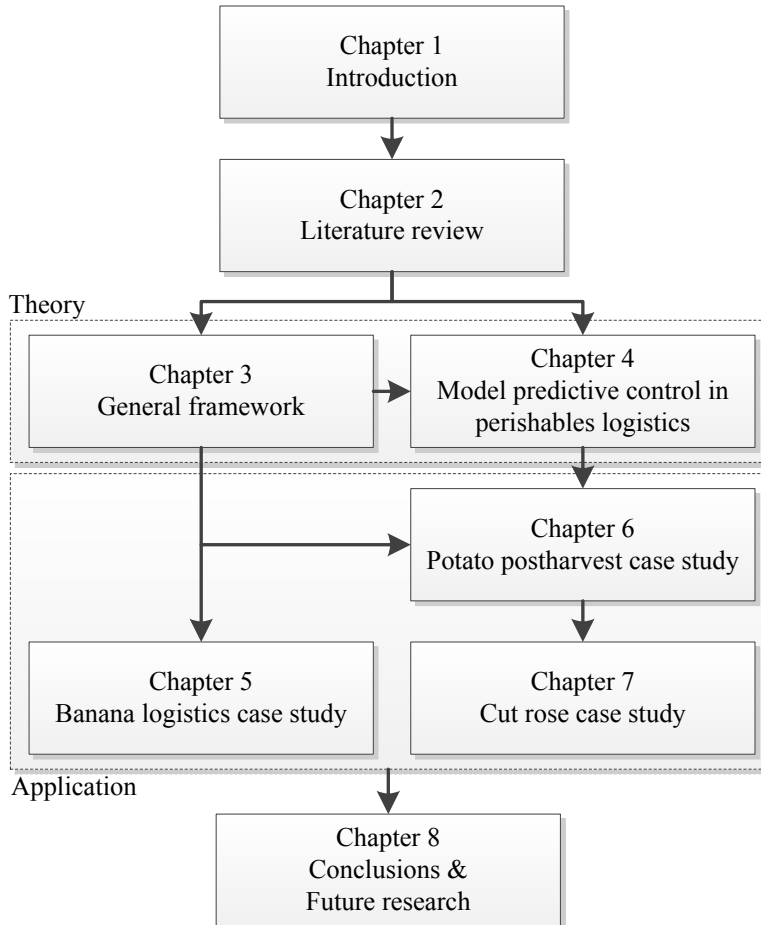 Chapter 1
Introduction
Chapter 2
Literature review
Theory
Chapter 3
General framework
Chapter 4
Model predictive control in
perishables logistics
Chapter 6
Potato postharvest case study
Chapter 5
Banana logistics case study
Chapter 7
Cut rose case study
Application
Chapter 8
Conclusions &
Future research